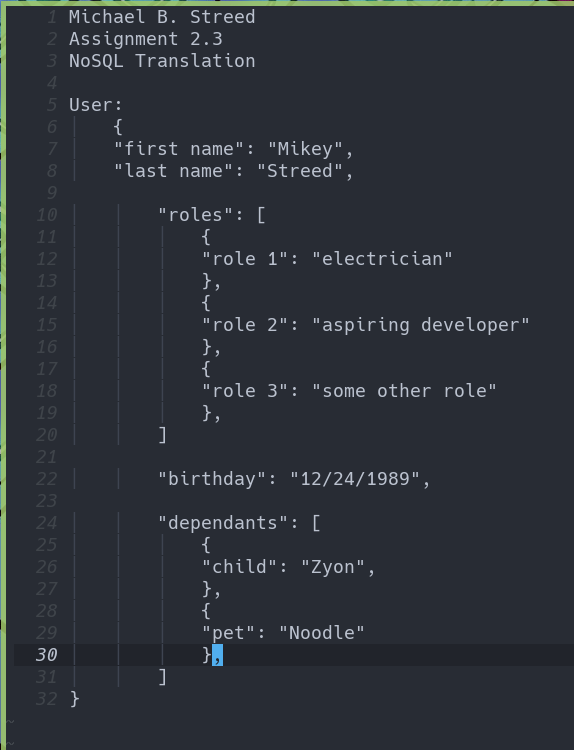 1 Michael B. Streed
2 Assignment 2.3
3 NoSQL Translation
4
5 User:
6 {
7 "first name": "Mikey",
8 "last name": "Streed",
9
10 "roles": [
11 {
12 "role 1": "electrician"
13 },
14 {
15 "role 2": "aspiring developer"
16 },
17 {
18 "role 3": "some other role"
19 },
20 ]
21
22 "birthday": "12/24/1989",
23
24 "dependants": [
25 {
26 "child": "Zyon",
27 },
28 {
29 "pet": "Noodle"
30 },
31 ]
32 }
~
~